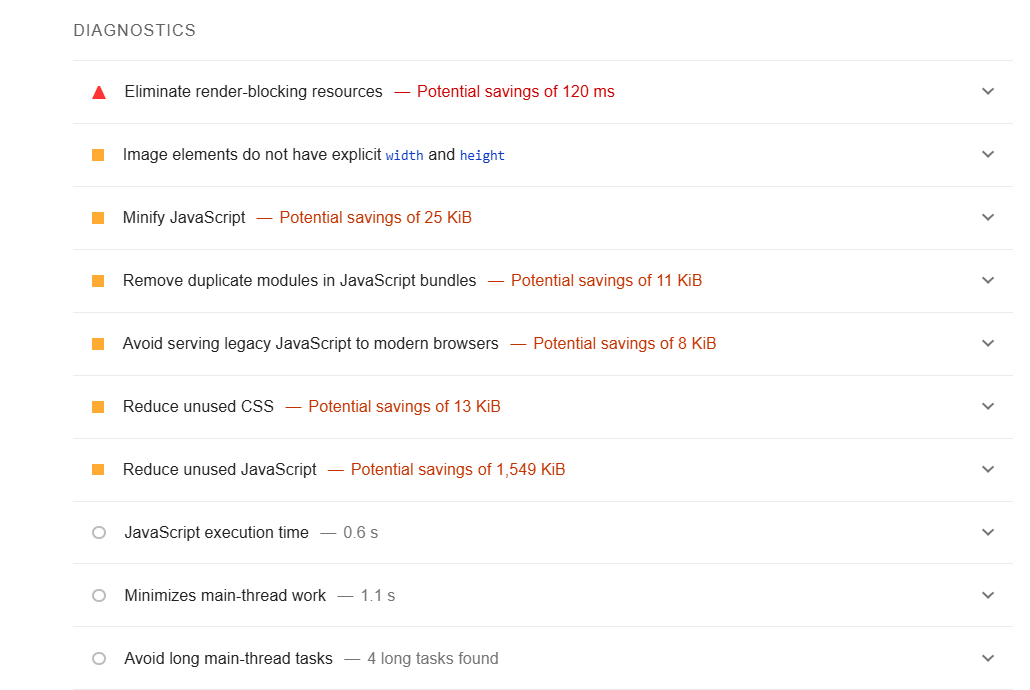 DIAGNOSTICS
Eliminate render-blocking resources — Potential savings of 120 ms
Image elements do not have explicit width and height
Minify JavaScript — Potential savings of 25 KiB
Remove duplicate modules in JavaScript bundles — Potential savings of 11 KiB
Avoid serving legacy JavaScript to modern browsers — Potential savings of 8 KiB
Reduce unused CSS — Potential savings of 13 KiB
Reduce unused JavaScript — Potential savings of 1,549 KiB
JavaScript execution time — 0.6 s
Minimizes main-thread work — 1.1 s
Avoid long main-thread tasks — 4 long tasks found